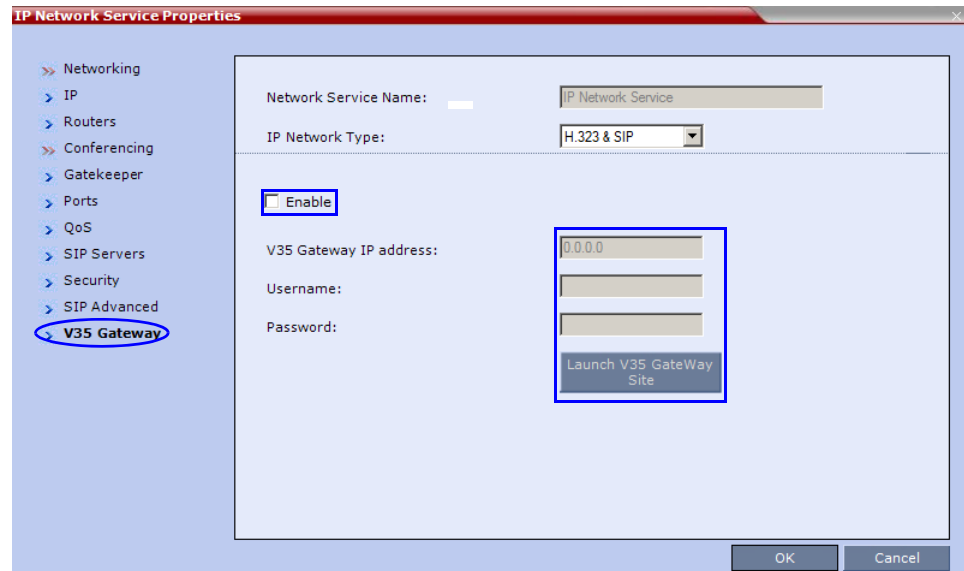 IP Network Service Properties
Networking
IP
Routers
Conferencing
Gatekeeper
Ports
QoS
SIP Servers
Security
SIP Advanced
V35 Gateway
Network Service Name:
IP Network Service
IP Network Type:
H.323 & SIP
Enable
V35 Gateway IP address:
0.0.0.0
Username:
Password:
Launch V35 GateWay
Site
OK
Cancel